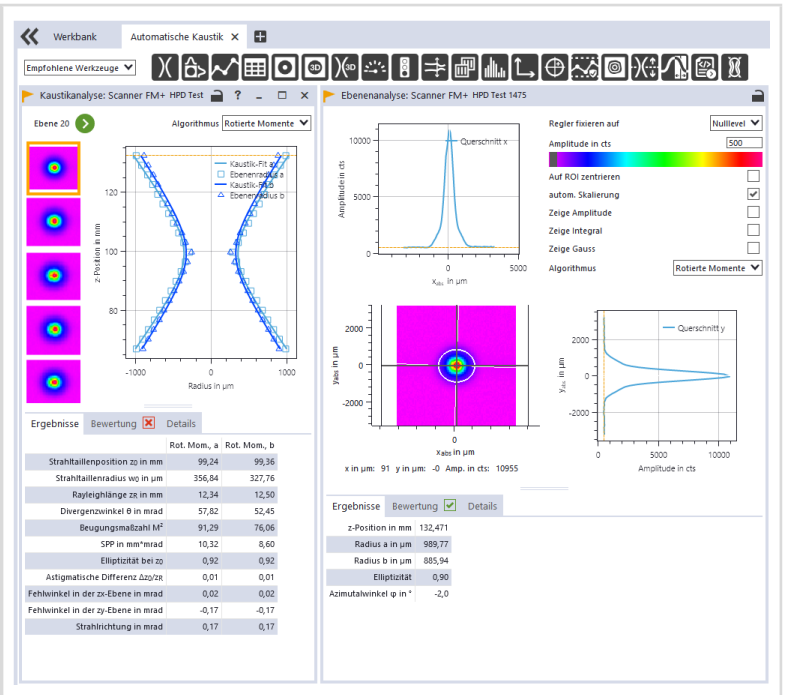 Werkbank Automatische Kaustik
Empfohlene Werkzeuge
3D 3D
Kaustikanalyse: Scanner FM+ HPD Test ?
Ebene 20 Algorithmus Rotierte Momente
Kaustik-Fit a
Ebenenradius a
Kaustik-Fit b
Ebenenradius b
z-Position in mm
120
100
80
-1000 0 1000
Radius in µm
Ergebnisse Bewertung Details
Rot. Mom., a Rot. Mom., b
Strahltaillenposition z0 in mm 99,24 99,36
Strahltaillenradius w0 in µm 356,84 327,76
Rayleighlänge zR in mm 12,34 12,50
Divergenzwinkel θ in mrad 57,82 52,45
Beugungsmaßzahl M² 91,29 76,06
SPP in mm*mrad 10,32 8,60
Elliptizität bei z0 0,92 0,92
Astigmatische Differenz Δz0/zR 0,01 0,01
Fehlwinkel in der zx-Ebene in mrad 0,02 0,02
Fehlwinkel in der zy-Ebene in mrad -0,17 -0,17
Strahlrichtung in mrad 0,17 0,17
Ebenenanalyse: Scanner FM+ HPD Test 1475
Querschnitt x
Amplitude in cts
10000
5000
0
0 5000
xabs in µm
Regler fixieren auf Nulllevel
Amplitude in cts 500
Auf ROI zentrieren
autom. Skalierung
Zeige Amplitude
Zeige Integral
Zeige Gauss
Algorithmus Rotierte Momente
yabs in µm
2000
0
-2000
0
xabs in µm
x in µm: 91 y in µm: -0 Amp. in cts: 10955
Querschnitt y
yabs in µm
2000
0
-2000
0 5000 10000
Amplitude in cts
Ergebnisse Bewertung Details
z-Position in mm 132,471
Radius a in µm 989,77
Radius b in µm 885,94
Elliptizität 0,90
Azimutalwinkel φ in ° -2,0